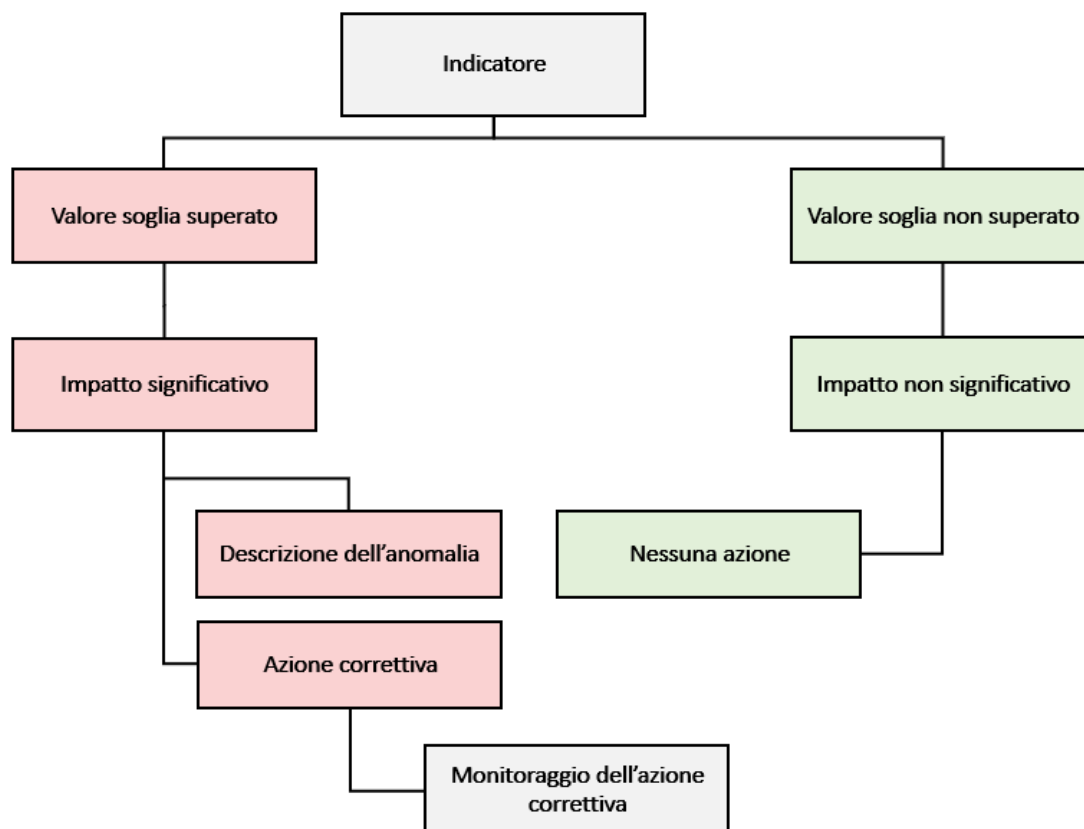 Indicatore
Valore soglia superato
Valore soglia non superato
Impatto significativo
Impatto non significativo
Descrizione dell’anomalia
Nessuna azione
Azione correttiva
Monitoraggio dell’azione
correttiva